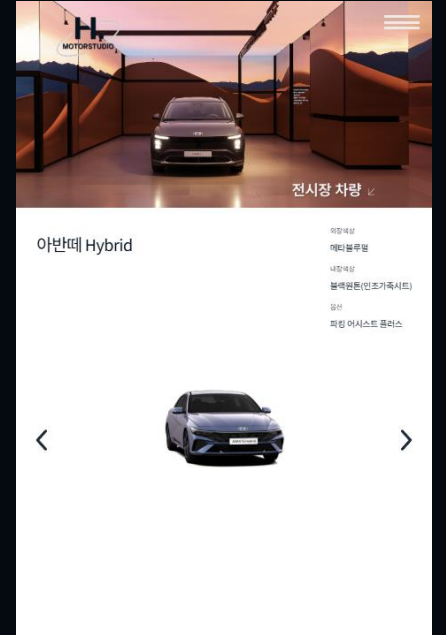 H.
MOTORSTUDIO
전시장 차량
아반떼 Hybrid
외장색상
메타블루펄
내장색상
블랙원톤(인조가죽시트)
옵션
파킹 어시스트 플러스